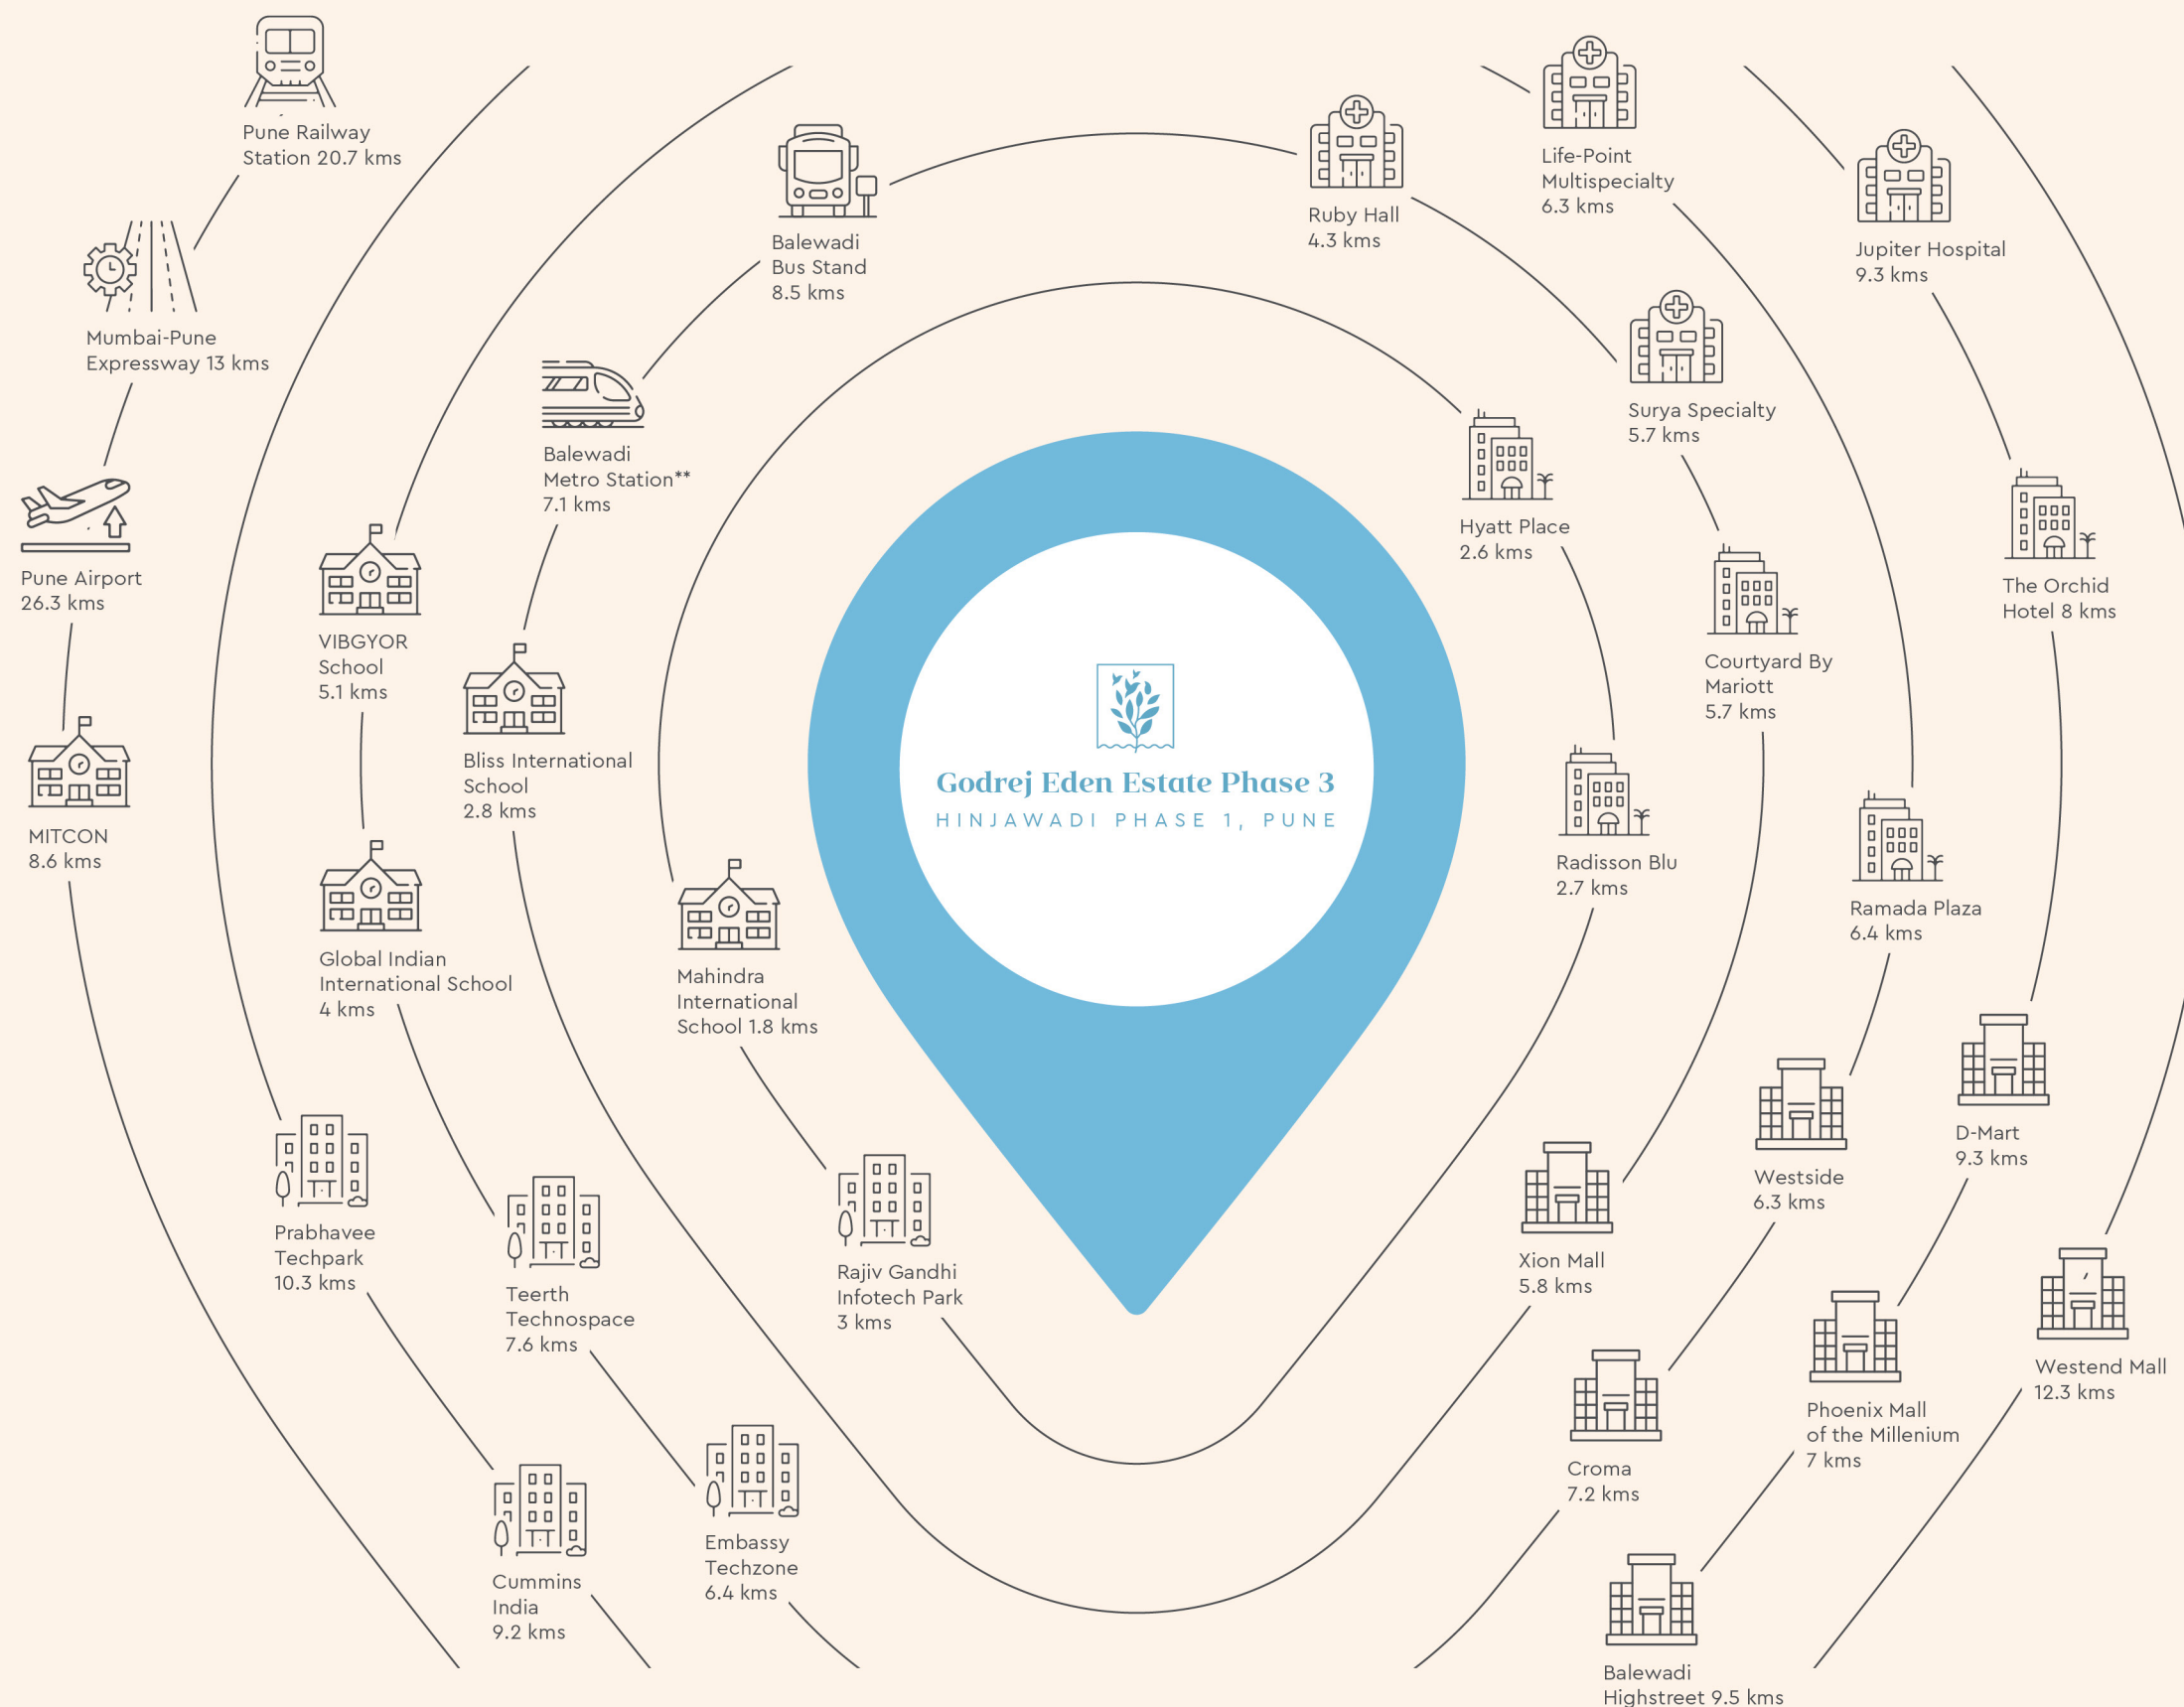 Pune Railway
Station 20.7 kms
Mumbai-Pune
Expressway 13 kms
Pune Airport
26.3 kms
MITCON
8.6 kms
Prabhavee
Techpark
10.3 kms
Cummins
India
9.2 kms
VIBGYOR
School
5.1 kms
Global Indian
International School
4 kms
Teerth
Technospace
7.6 kms
Embassy
Techzone
6.4 kms
Balewadi
Bus Stand
8.5 kms
Balewadi
Metro Station**
7.1 kms
Bliss International
School
2.8 kms
Mahindra
International
School 1.8 kms
Rajiv Gandhi
Infotech Park
3 kms
Godrej Eden Estate Phase 3
HINJAWADI PHASE 1, PUNE
Hyatt Place
2.6 kms
Radisson Blu
2.7 kms
Ruby Hall
4.3 kms
Surya Specialty
5.7 kms
Courtyard By
Mariott
5.7 kms
Xion Mall
5.8 kms
Life-Point
Multispecialty
6.3 kms
Ramada Plaza
6.4 kms
Westside
6.3 kms
Croma
7.2 kms
Jupiter Hospital
9.3 kms
The Orchid
Hotel 8 kms
D-Mart
9.3 kms
Phoenix Mall
of the Millenium
7 kms
Balewadi
Highstreet 9.5 kms
Westend Mall
12.3 kms